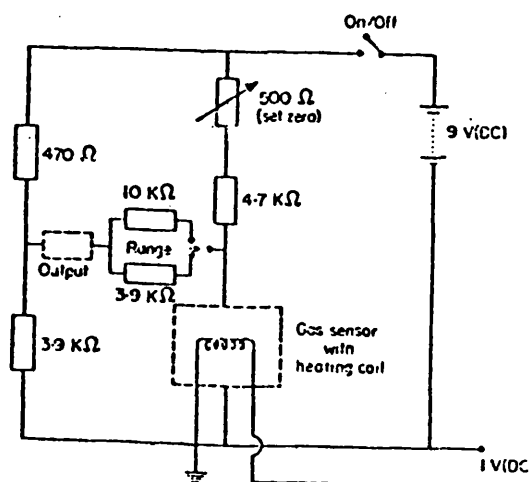 On/Off
500 Ω
(set zero)
9 V(DC)
470 Ω
10 KΩ
4·7 KΩ
Range
Output
3·9 KΩ
3·9 KΩ
Gas sensor
with
heating coil
1 V(DC